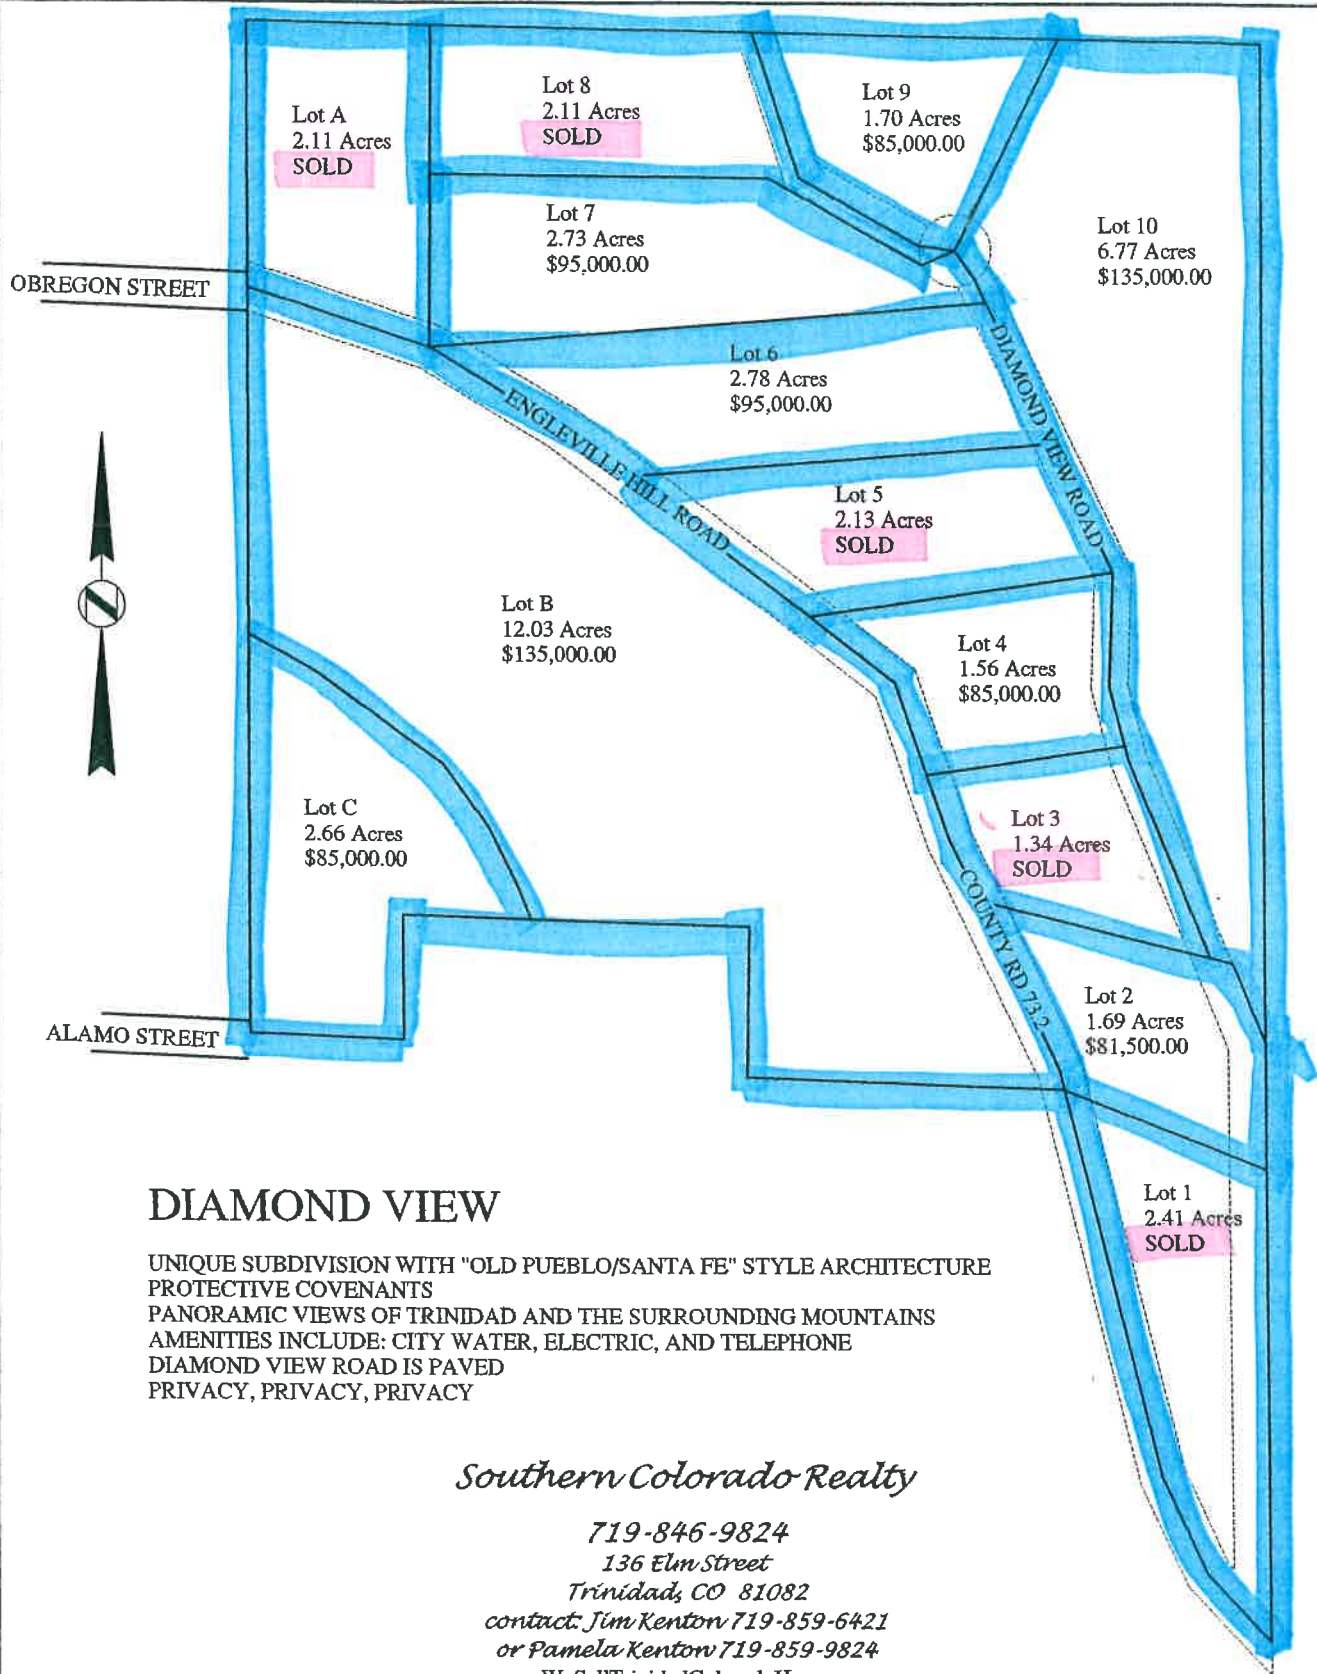 Lot A
2.11 Acres
SOLD
Lot 8
2.11 Acres
SOLD
Lot 9
1.70 Acres
$85,000.00
Lot 7
2.73 Acres
$95,000.00
Lot 10
6.77 Acres
$135,000.00
OBREGON STREET
Lot 6
2.78 Acres
$95,000.00
DIAMOND VIEW ROAD
ENGLEVILLE HILL ROAD
Lot 5
2.13 Acres
SOLD
N
Lot B
12.03 Acres
$135,000.00
Lot 4
1.56 Acres
$85,000.00
Lot C
2.66 Acres
$85,000.00
Lot 3
1.34 Acres
SOLD
COUNTY RD 73.2
Lot 2
1.69 Acres
$81,500.00
ALAMO STREET
Lot 1
2.41 Acres
SOLD
DIAMOND VIEW
UNIQUE SUBDIVISION WITH "OLD PUEBLO/SANTA FE" STYLE ARCHITECTURE
PROTECTIVE COVENANTS
PANORAMIC VIEWS OF TRINIDAD AND THE SURROUNDING MOUNTAINS
AMENITIES INCLUDE: CITY WATER, ELECTRIC, AND TELEPHONE
DIAMOND VIEW ROAD IS PAVED
PRIVACY, PRIVACY, PRIVACY
Southern Colorado Realty
719-846-9824
136 Elm Street
Trinidad, CO 81082
contact: Jim Kenton 719-859-6421
or Pamela Kenton 719-859-9824